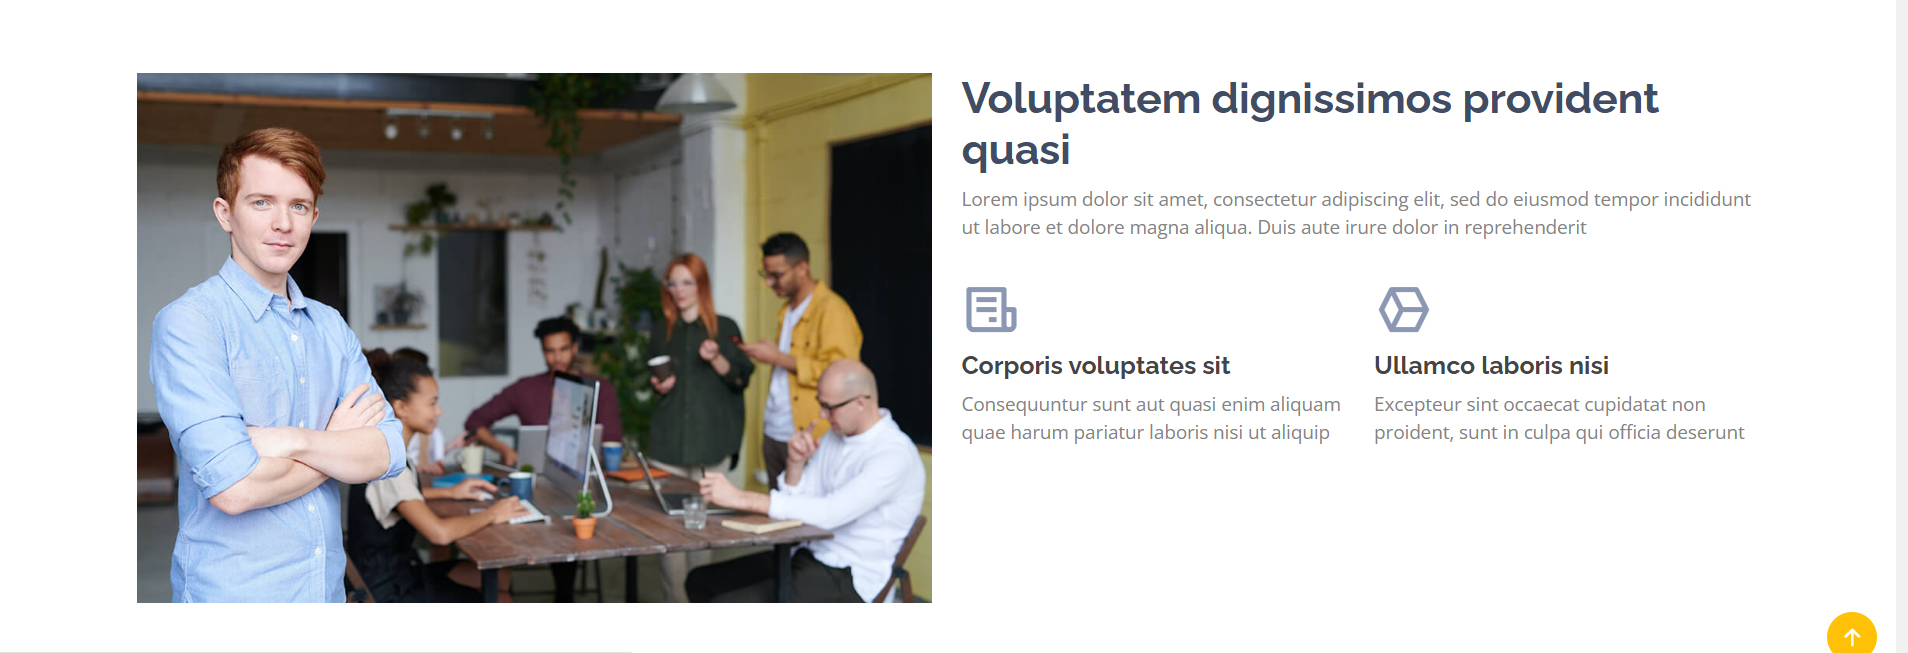 Voluptatem dignissimos provident
quasi
Lorem ipsum dolor sit amet, consectetur adipiscing elit, sed do eiusmod tempor incididunt
ut labore et dolore magna aliqua. Duis aute irure dolor in reprehenderit
Corporis voluptates sit
Consequuntur sunt aut quasi enim aliquam
quae harum pariatur laboris nisi ut aliquip
Ullamco laboris nisi
Excepteur sint occaecat cupidatat non
proident, sunt in culpa qui officia deserunt